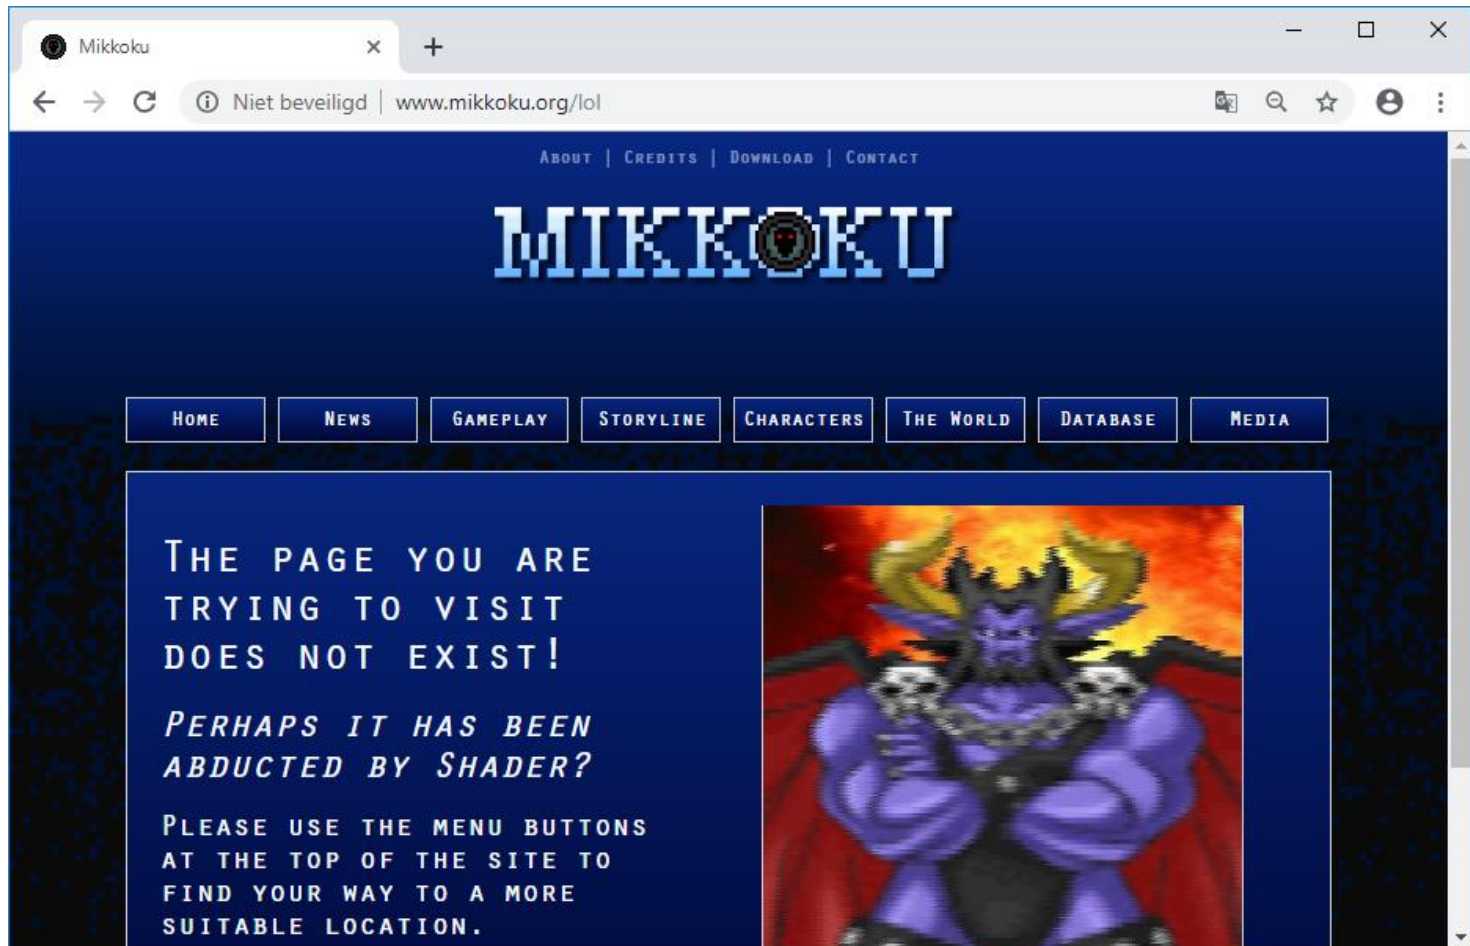 Mikkoku
Niet beveiligd | www.mikkoku.org/lol
About | Credits | Download | Contact
MIKKOKU
Home News Gameplay Storyline Characters The World Database Media
The page you are
trying to visit
does not exist!
Perhaps it has been
abducted by Shader?
Please use the menu buttons
at the top of the site to
find your way to a more
suitable location.